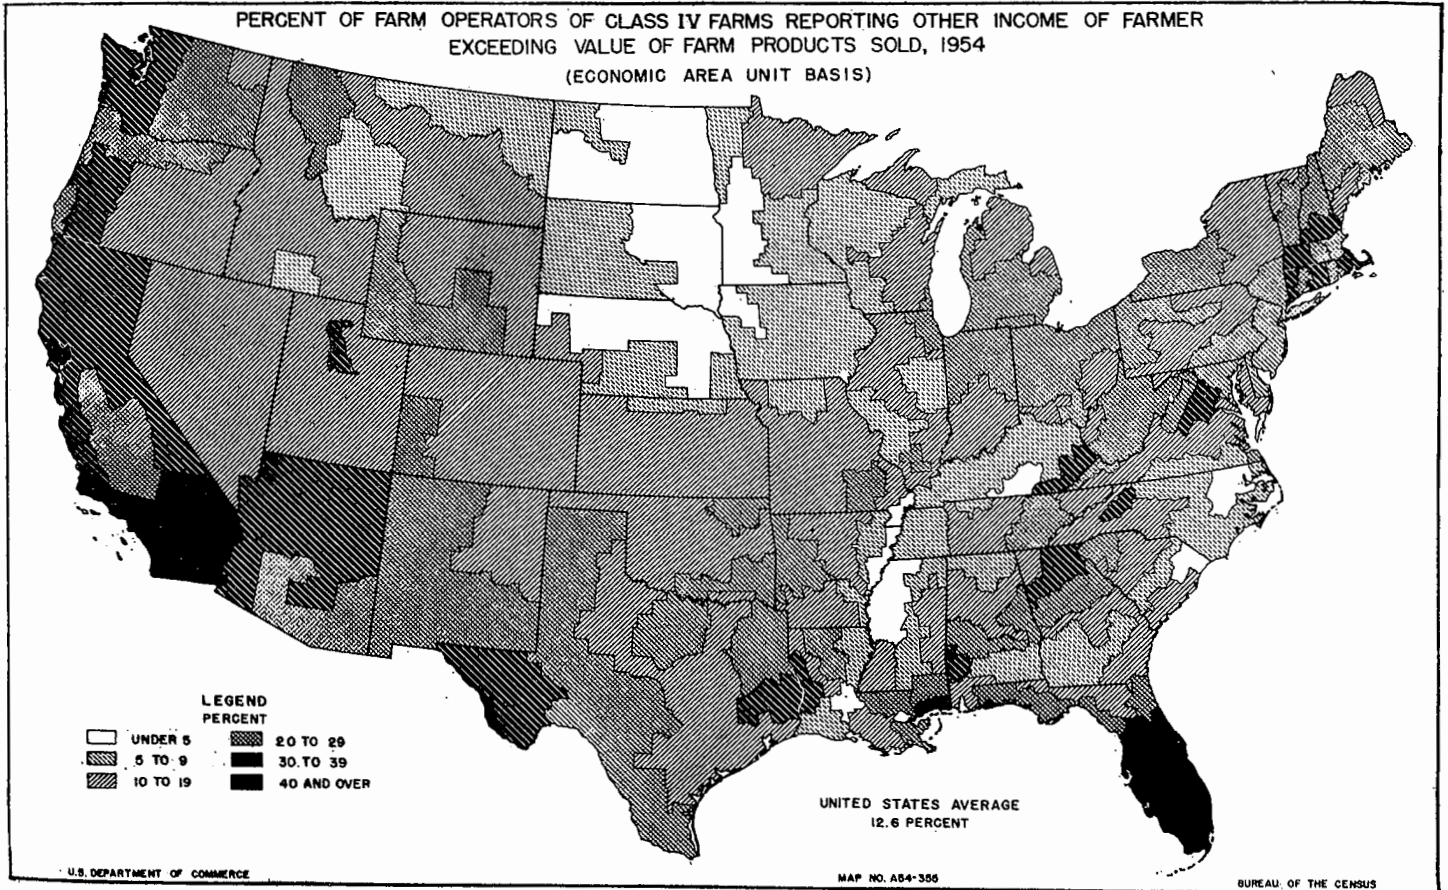 PERCENT OF FARM OPERATORS OF CLASS IV FARMS REPORTING OTHER INCOME OF FARMER
EXCEEDING VALUE OF FARM PRODUCTS SOLD, 1954
(ECONOMIC AREA UNIT BASIS)
LEGEND
PERCENT
UNDER 5
5 TO 9
10 TO 19
20 TO 29
30 TO 39
40 AND OVER
UNITED STATES AVERAGE
12.6 PERCENT
U.S. DEPARTMENT OF COMMERCE
MAP NO. A54-355
BUREAU OF THE CENSUS